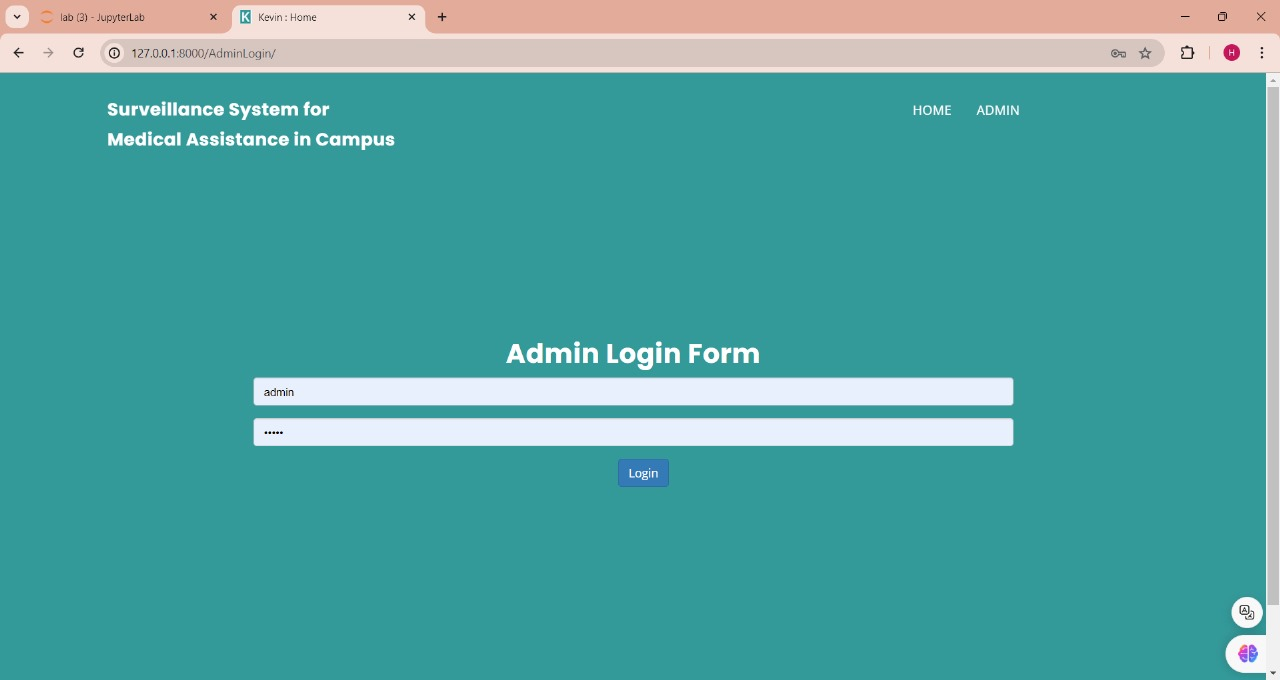 lab (3) - JupyterLab
Kevin : Home
127.0.0.1:8000/AdminLogin/
H
Surveillance System for
Medical Assistance in Campus
HOME ADMIN
Admin Login Form
admin
•••••
Login